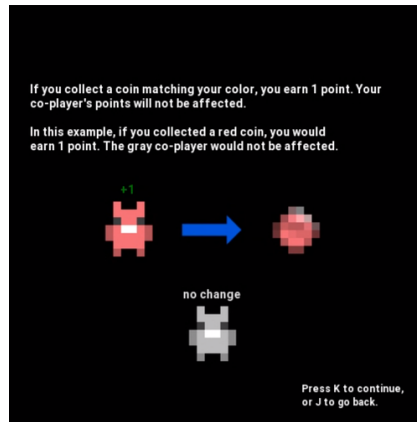 If you collect a coin matching your color, you earn 1 point. Your
co-player's points will not be affected.
In this example, if you collected a red coin, you would
earn 1 point. The gray co-player would not be affected.
+1
no change
Press K to continue,
or J to go back.